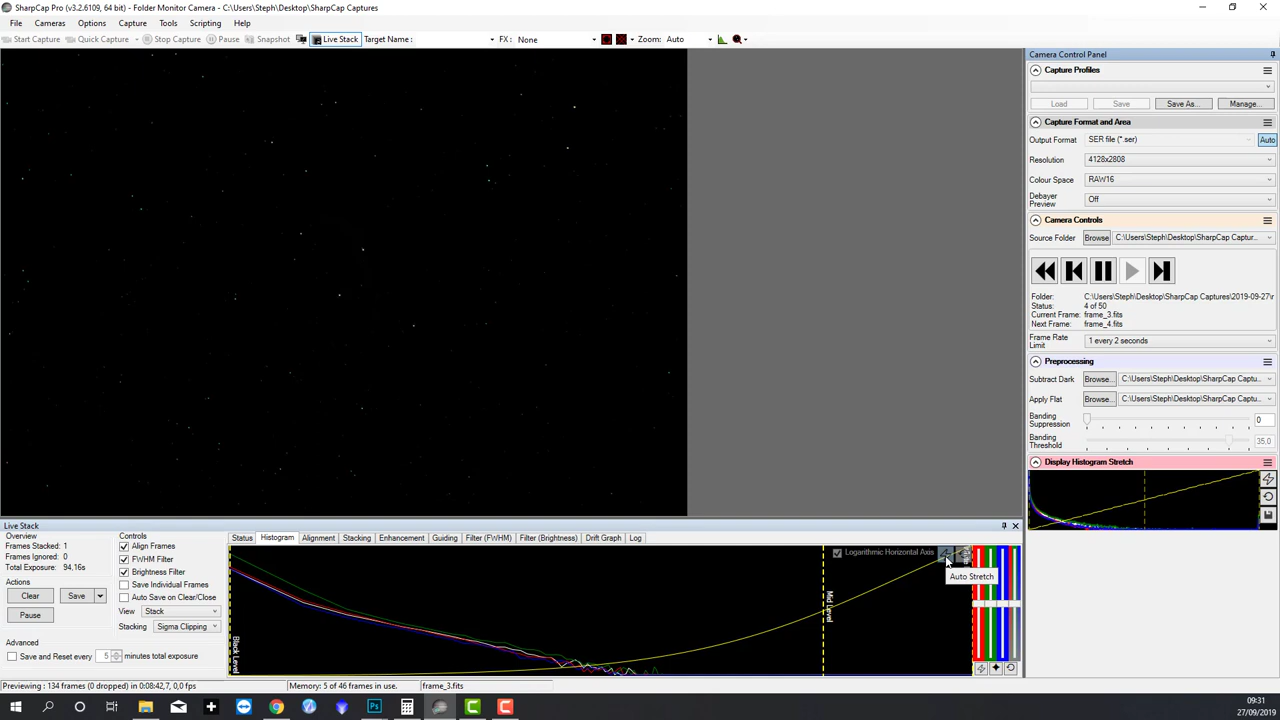 SharpCap Pro (v3.2.6109, 64 bit) - Folder Monitor Camera - C:\Users\Steph\Desktop\SharpCap Captures
File Cameras Options Capture Tools Scripting Help
Start Capture Quick Capture Stop Capture Pause Snapshot Live Stack Target Name : FX : None Zoom: Auto
Camera Control Panel
Capture Profiles
Load Save Save As... Manage...
Capture Format and Area
Output Format SER file (*.ser) Auto
Resolution 4128x2808
Colour Space RAW16
Debayer Preview Off
Camera Controls
Source Folder Browse C:\Users\Steph\Desktop\SharpCap Captur...
Folder: C:\Users\Steph\Desktop\SharpCap Captures\2019-09-27\r
Status: 4 of 50
Current Frame: frame_3.fits
Next Frame: frame_4.fits
Frame Rate Limit 1 every 2 seconds
Preprocessing
Subtract Dark Browse... C:\Users\Steph\Desktop\SharpCap Captu...
Apply Flat Browse... C:\Users\Steph\Desktop\SharpCap Captu...
Banding Suppression 0
Banding Threshold 35,0
Display Histogram Stretch
Live Stack
Overview
Frames Stacked: 1
Frames Ignored: 0
Total Exposure: 94.16s
Actions
Clear Save
Pause
Advanced
Save and Reset every 5 minutes total exposure
Controls
Align Frames
FWHM Filter
Brightness Filter
Save Individual Frames
Auto Save on Clear/Close
View Stack
Stacking Sigma Clipping
Status Histogram Alignment Stacking Enhancement Guiding Filter (FWHM) Filter (Brightness) Drift Graph Log
Logarithmic Horizontal Axis
Auto Stretch
Black Level
Mid Level
Previewing : 134 frames (0 dropped) in 0:08:42,7, 0,0 fps Memory: 5 of 46 frames in use. frame_3.fits
Ps
09:31
27/09/2019